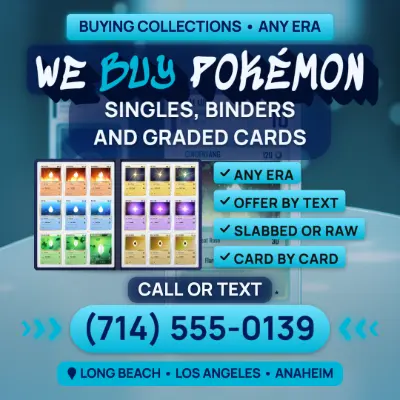 BUYING COLLECTIONS • ANY ERA
WE BUY POKÉMON
SINGLES, BINDERS
AND GRADED CARDS
✓ ANY ERA
✓ OFFER BY TEXT
✓ SLABBED OR RAW
✓ CARD BY CARD
CALL OR TEXT
(714) 555-0139
LONG BEACH • LOS ANGELES • ANAHEIM